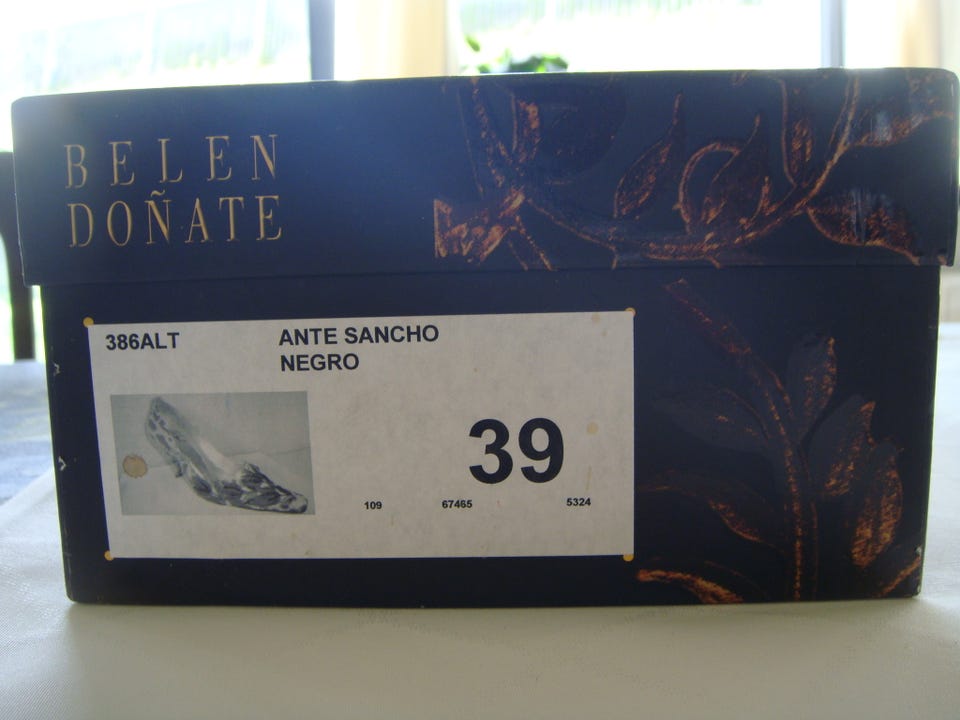 BELEN
DOÑATE
386ALT ANTE SANCHO
NEGRO
39
109 67465 5324